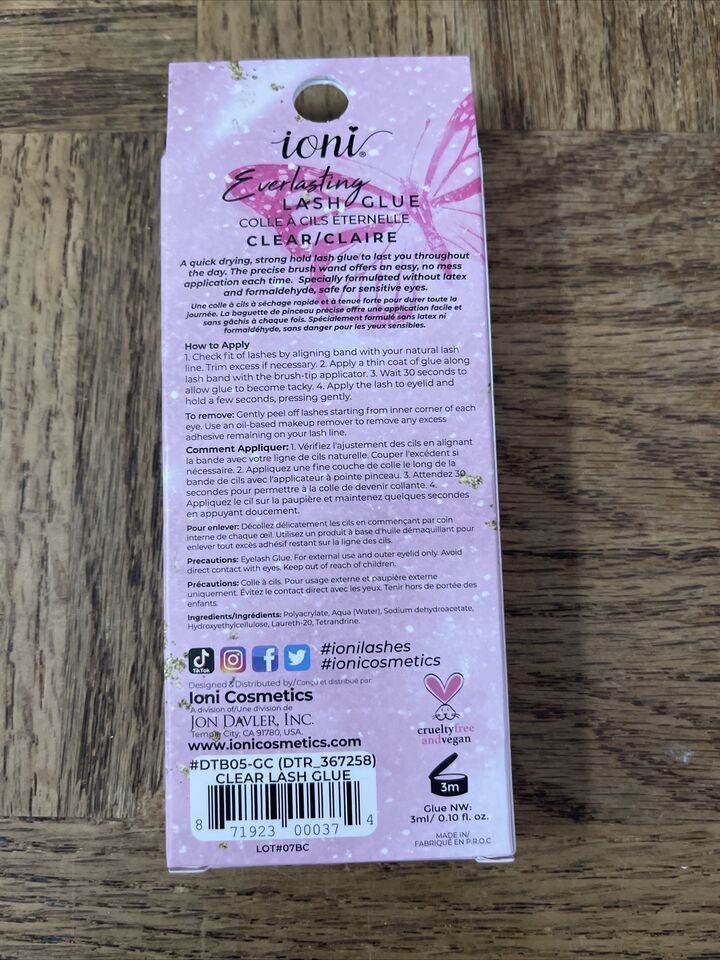 ioni®
Everlasting
LASH GLUE
COLLE À CILS ÉTERNELLE
CLEAR/CLAIRE
A quick drying, strong hold lash glue to last you throughout
the day. The precise brush wand offers an easy, no mess
application each time. Specially formulated without latex
and formaldehyde, safe for sensitive eyes.
Une colle à cils à séchage rapide et à tenue forte pour durer toute la
journée. La baguette de pinceau précise offre une application facile et
sans gâchis à chaque fois. Spécialement formulé sans latex ni
formaldéhyde, sans danger pour les yeux sensibles.
How to Apply
1. Check fit of lashes by aligning band with your natural lash
line. Trim excess if necessary. 2. Apply a thin coat of glue along
lash band with the brush-tip applicator. 3. Wait 30 seconds to
allow glue to become tacky. 4. Apply the lash to eyelid and
hold a few seconds, pressing gently.
To remove: Gently peel off lashes starting from inner corner of each
eye. Use an oil-based makeup remover to remove any excess
adhesive remaining on your lash line.
Comment Appliquer: 1. Vérifiez l'ajustement des cils en alignant
la bande avec votre ligne de cils naturelle. Couper l'excédent si
nécessaire. 2. Appliquez une fine couche de colle le long de la
bande de cils avec l'applicateur à pointe pinceau. 3. Attendez 30
secondes pour permettre à la colle de devenir collante. 4.
Appliquez le cil sur la paupière et maintenez quelques secondes
en appuyant doucement.
Pour enlever: Décollez délicatement les cils en commençant par coin
interne de chaque œil. Utilisez un produit à base d'huile démaquillant pour
enlever tout excès adhésif restant sur la ligne des cils.
Precautions: Eyelash Glue. For external use and outer eyelid only. Avoid
direct contact with eyes. Keep out of reach of children.
Précautions: Colle à cils. Pour usage externe et paupière externe
uniquement. Évitez le contact direct avec les yeux. Tenir hors de portée des
enfants.
Ingredients/Ingrédients: Polyacrylate, Aqua (Water), Sodium dehydroacetate,
Hydroxyethylcellulose, Laureth-20, Tetrandrine.
TikTok
#ionilashes
#ionicosmetics
Designed & Distributed by/Conçu et distribué par:
Ioni Cosmetics
A division of/Une division de
JON DAVLER, INC.
Temple City, CA 91780, USA.
www.ionicosmetics.com
crueltyfree
andvegan
#DTB05-GC (DTR_367258)
CLEAR LASH GLUE
8 71923 00037 4
LOT#07BC
3m
Glue NW:
3ml/ 0.10 fl. oz.
MADE IN/
FABRIQUÉ EN P.R.O.C